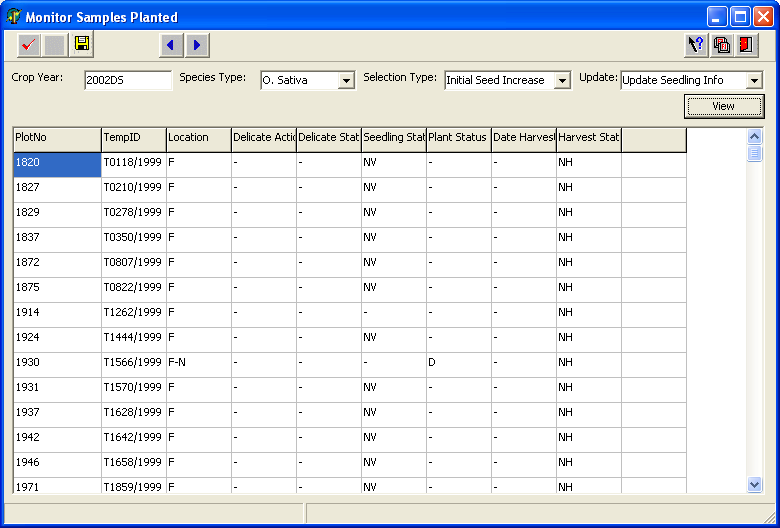 Monitor Samples Planted
Crop Year: 2002DS Species Type: O. Sativa Selection Type: Initial Seed Increase Update: Update Seedling Info
View
PlotNo TempID Location Delicate Actic Delicate Stat Seedling Stat Plant Status Date Harvest Harvest Stat
1820 T0118/1999 F - - NV - - NH
1827 T0210/1999 F - - NV - - NH
1829 T0278/1999 F - - NV - - NH
1837 T0350/1999 F - - NV - - NH
1872 T0807/1999 F - - NV - - NH
1875 T0822/1999 F - - NV - - NH
1914 T1262/1999 F - - - - - NH
1924 T1444/1999 F - - NV - - NH
1930 T1566/1999 F-N - - - D - NH
1931 T1570/1999 F - - NV - - NH
1937 T1628/1999 F - - NV - - NH
1942 T1642/1999 F - - NV - - NH
1946 T1658/1999 F - - NV - - NH
1971 T1859/1999 F - - NV - - NH